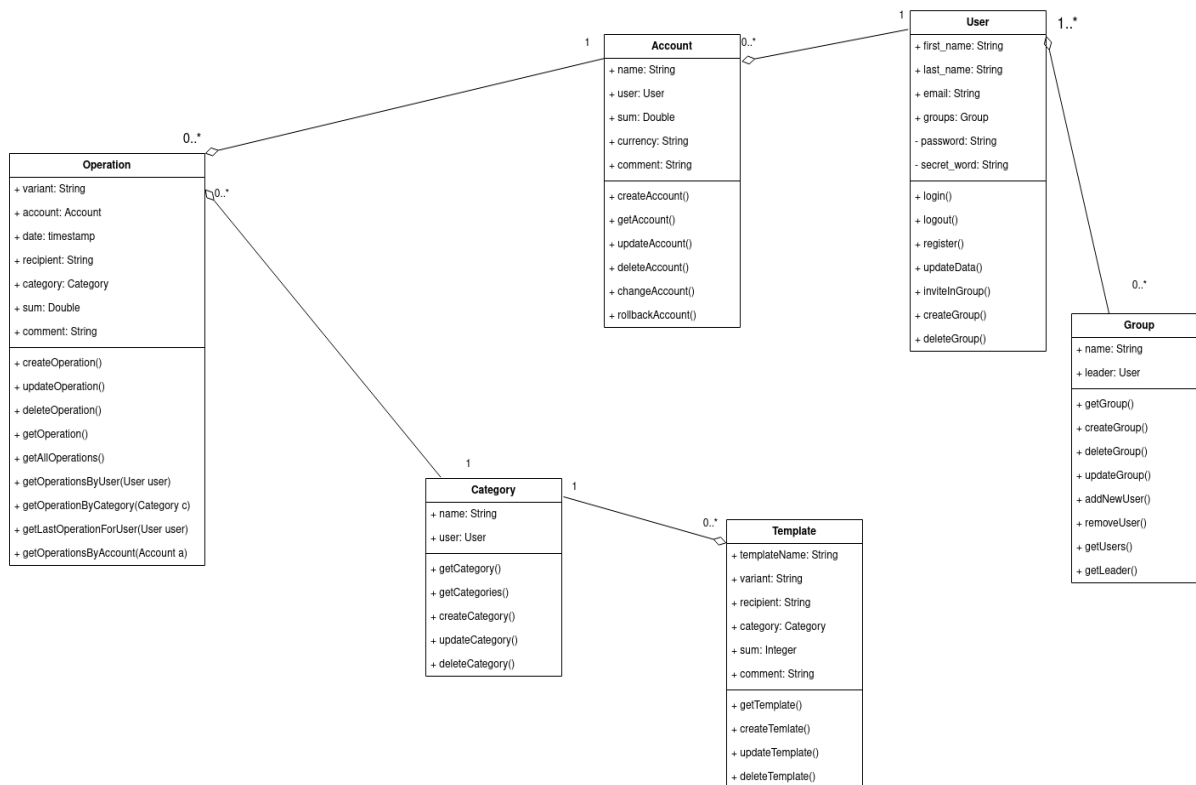 Operation
+ variant: String
+ account: Account
+ date: timestamp
+ recipient: String
+ category: Category
+ sum: Double
+ comment: String
+ createOperation()
+ updateOperation()
+ deleteOperation()
+ getOperation()
+ getAllOperations()
+ getOperationsByUser(User user)
+ getOperationByCategory(Category c)
+ getLastOperationForUser(User user)
+ getOperationsByAccount(Account a)
0..*
1
0..*
1
Account
+ name: String
+ user: User
+ sum: Double
+ currency: String
+ comment: String
+ createAccount()
+ getAccount()
+ updateAccount()
+ deleteAccount()
+ changeAccount()
+ rollbackAccount()
0..*
1
User
+ first_name: String
+ last_name: String
+ email: String
+ groups: Group
- password: String
- secret_word: String
+ login()
+ logout()
+ register()
+ updateData()
+ inviteInGroup()
+ createGroup()
+ deleteGroup()
1..*
0..*
Group
+ name: String
+ leader: User
+ getGroup()
+ createGroup()
+ deleteGroup()
+ updateGroup()
+ addNewUser()
+ removeUser()
+ getUsers()
+ getLeader()
Category
+ name: String
+ user: User
+ getCategory()
+ getCategories()
+ createCategory()
+ updateCategory()
+ deleteCategory()
1
0..*
Template
+ templateName: String
+ variant: String
+ recipient: String
+ category: Category
+ sum: Integer
+ comment: String
+ getTemplate()
+ createTemlate()
+ updateTemplate()
+ deleteTemplate()